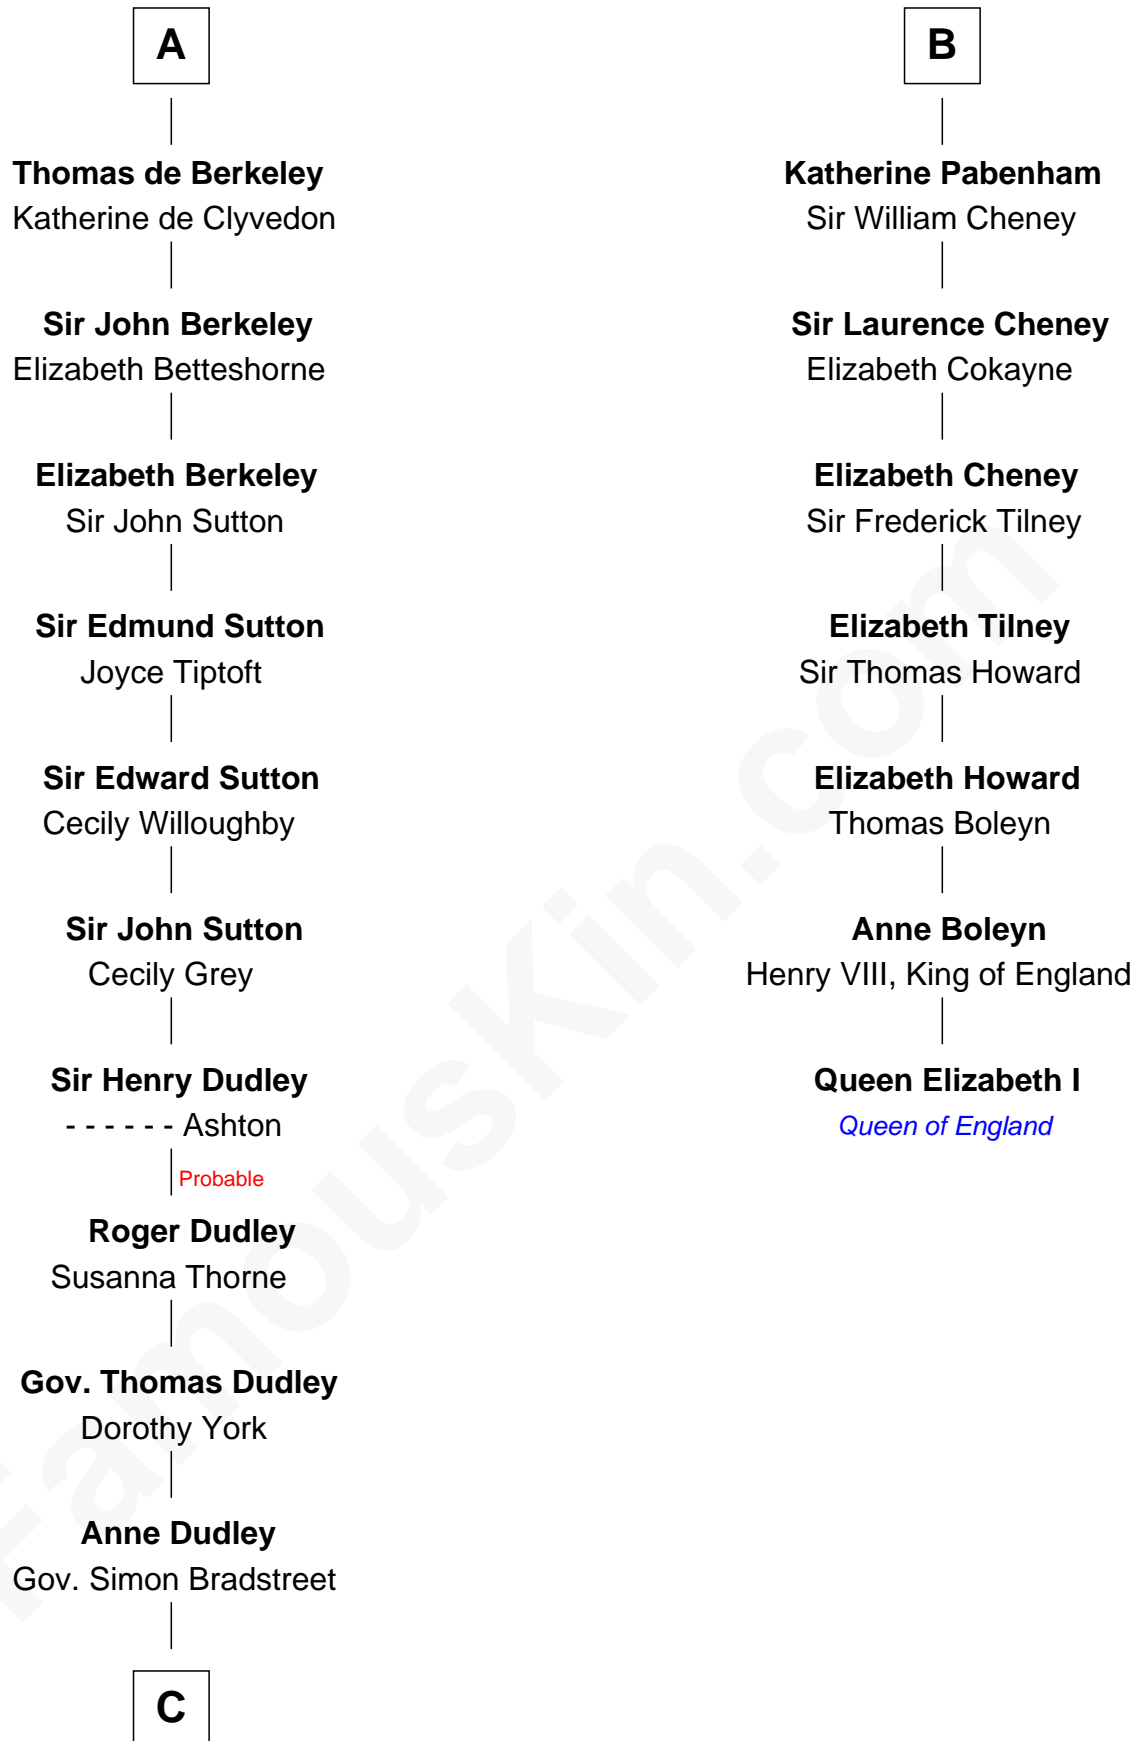 A
Thomas de Berkeley
Katherine de Clyvedon
Sir John Berkeley
Elizabeth Betteshorne
Elizabeth Berkeley
Sir John Sutton
Sir Edmund Sutton
Joyce Tiptoft
Sir Edward Sutton
Cecily Willoughby
Sir John Sutton
Cecily Grey
Sir Henry Dudley
- - - - - - Ashton
Probable
Roger Dudley
Susanna Thorne
Gov. Thomas Dudley
Dorothy York
Anne Dudley
Gov. Simon Bradstreet
C
B
Katherine Pabenham
Sir William Cheney
Sir Laurence Cheney
Elizabeth Cokayne
Elizabeth Cheney
Sir Frederick Tilney
Elizabeth Tilney
Sir Thomas Howard
Elizabeth Howard
Thomas Boleyn
Anne Boleyn
Henry VIII, King of England
Queen Elizabeth I
Queen of England
FamousKin.com